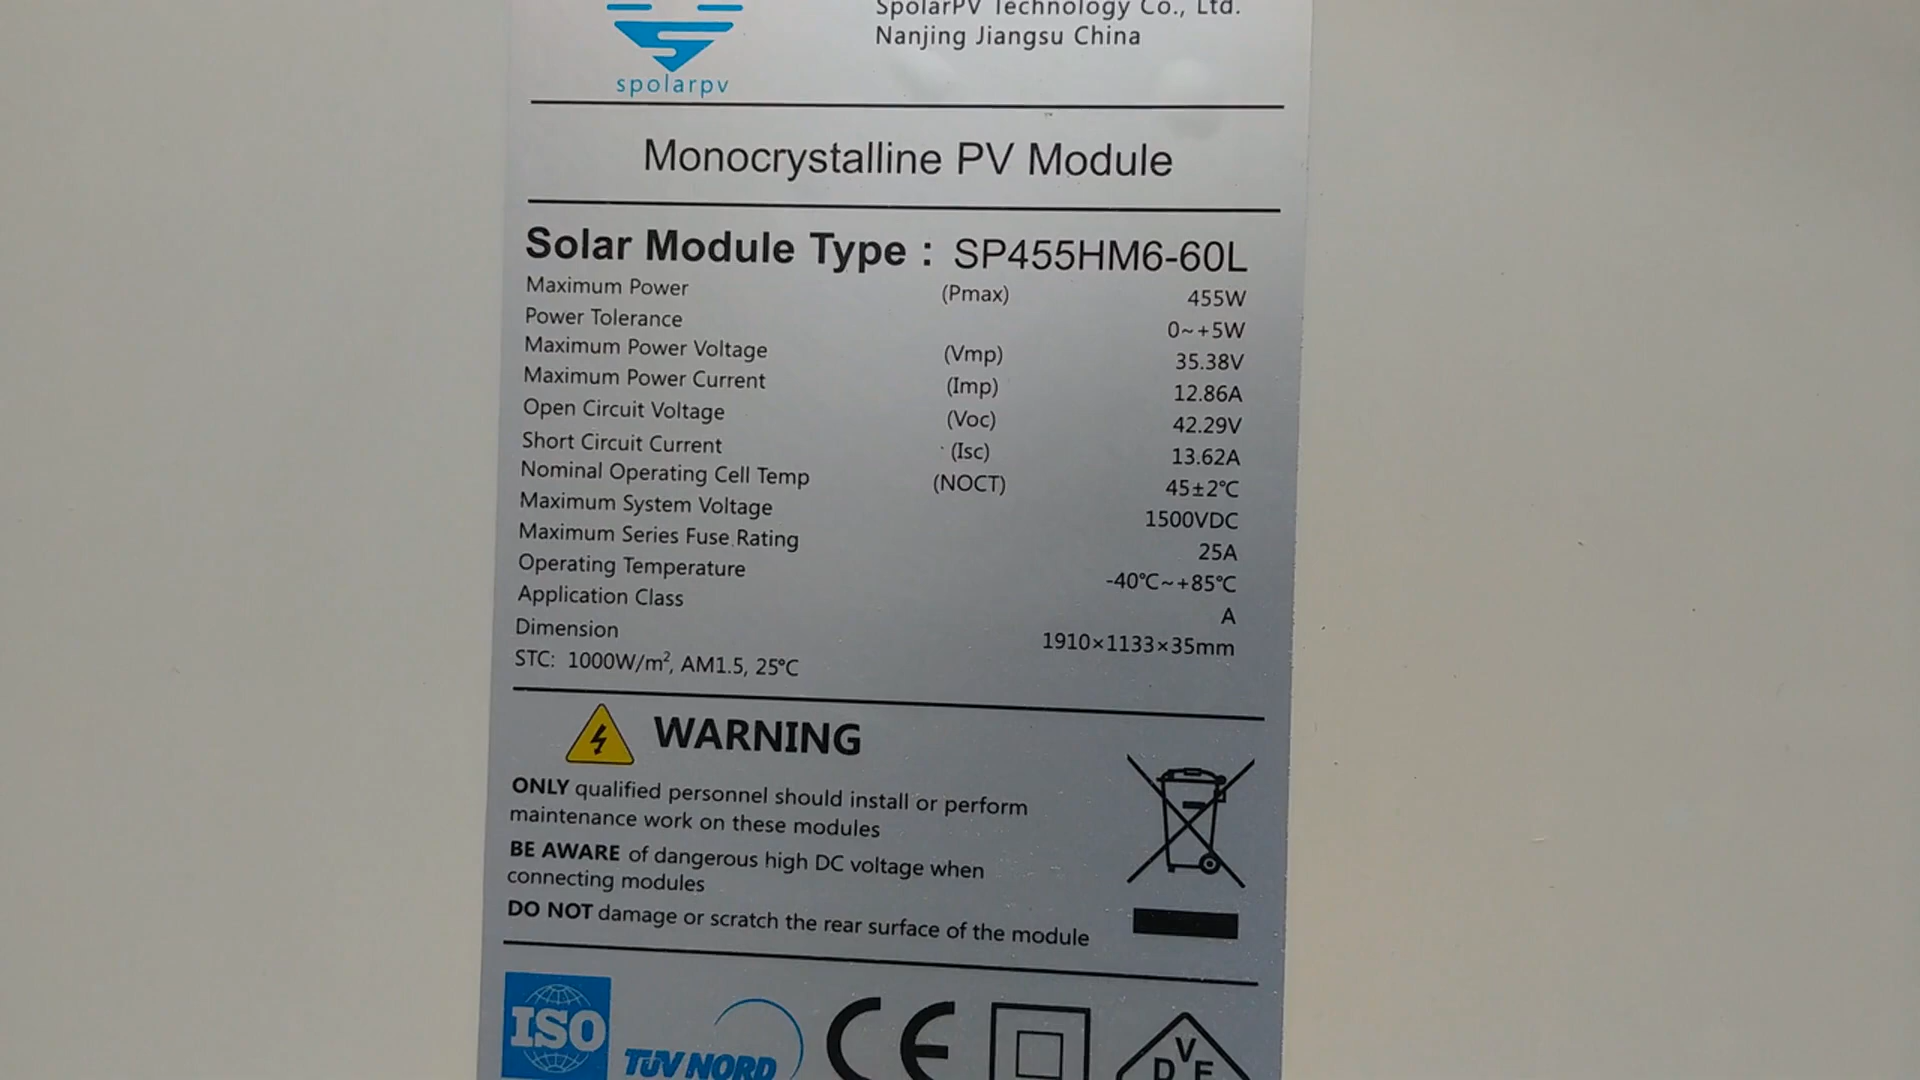 SpolarPV Technology Co., Ltd.
Nanjing Jiangsu China
spolarpv
Monocrystalline PV Module
Solar Module Type : SP455HM6-60L
Maximum Power (Pmax) 455W
Power Tolerance 0~+5W
Maximum Power Voltage (Vmp) 35.38V
Maximum Power Current (Imp) 12.86A
Open Circuit Voltage (Voc) 42.29V
Short Circuit Current (Isc) 13.62A
Nominal Operating Cell Temp (NOCT) 45±2℃
Maximum System Voltage 1500VDC
Maximum Series Fuse Rating 25A
Operating Temperature -40℃~+85℃
Application Class A
Dimension 1910×1133×35mm
STC: 1000W/m², AM1.5, 25℃
WARNING
ONLY qualified personnel should install or perform
maintenance work on these modules
BE AWARE of dangerous high DC voltage when
connecting modules
DO NOT damage or scratch the rear surface of the module
ISO
TÜV NORD
CE
DVE